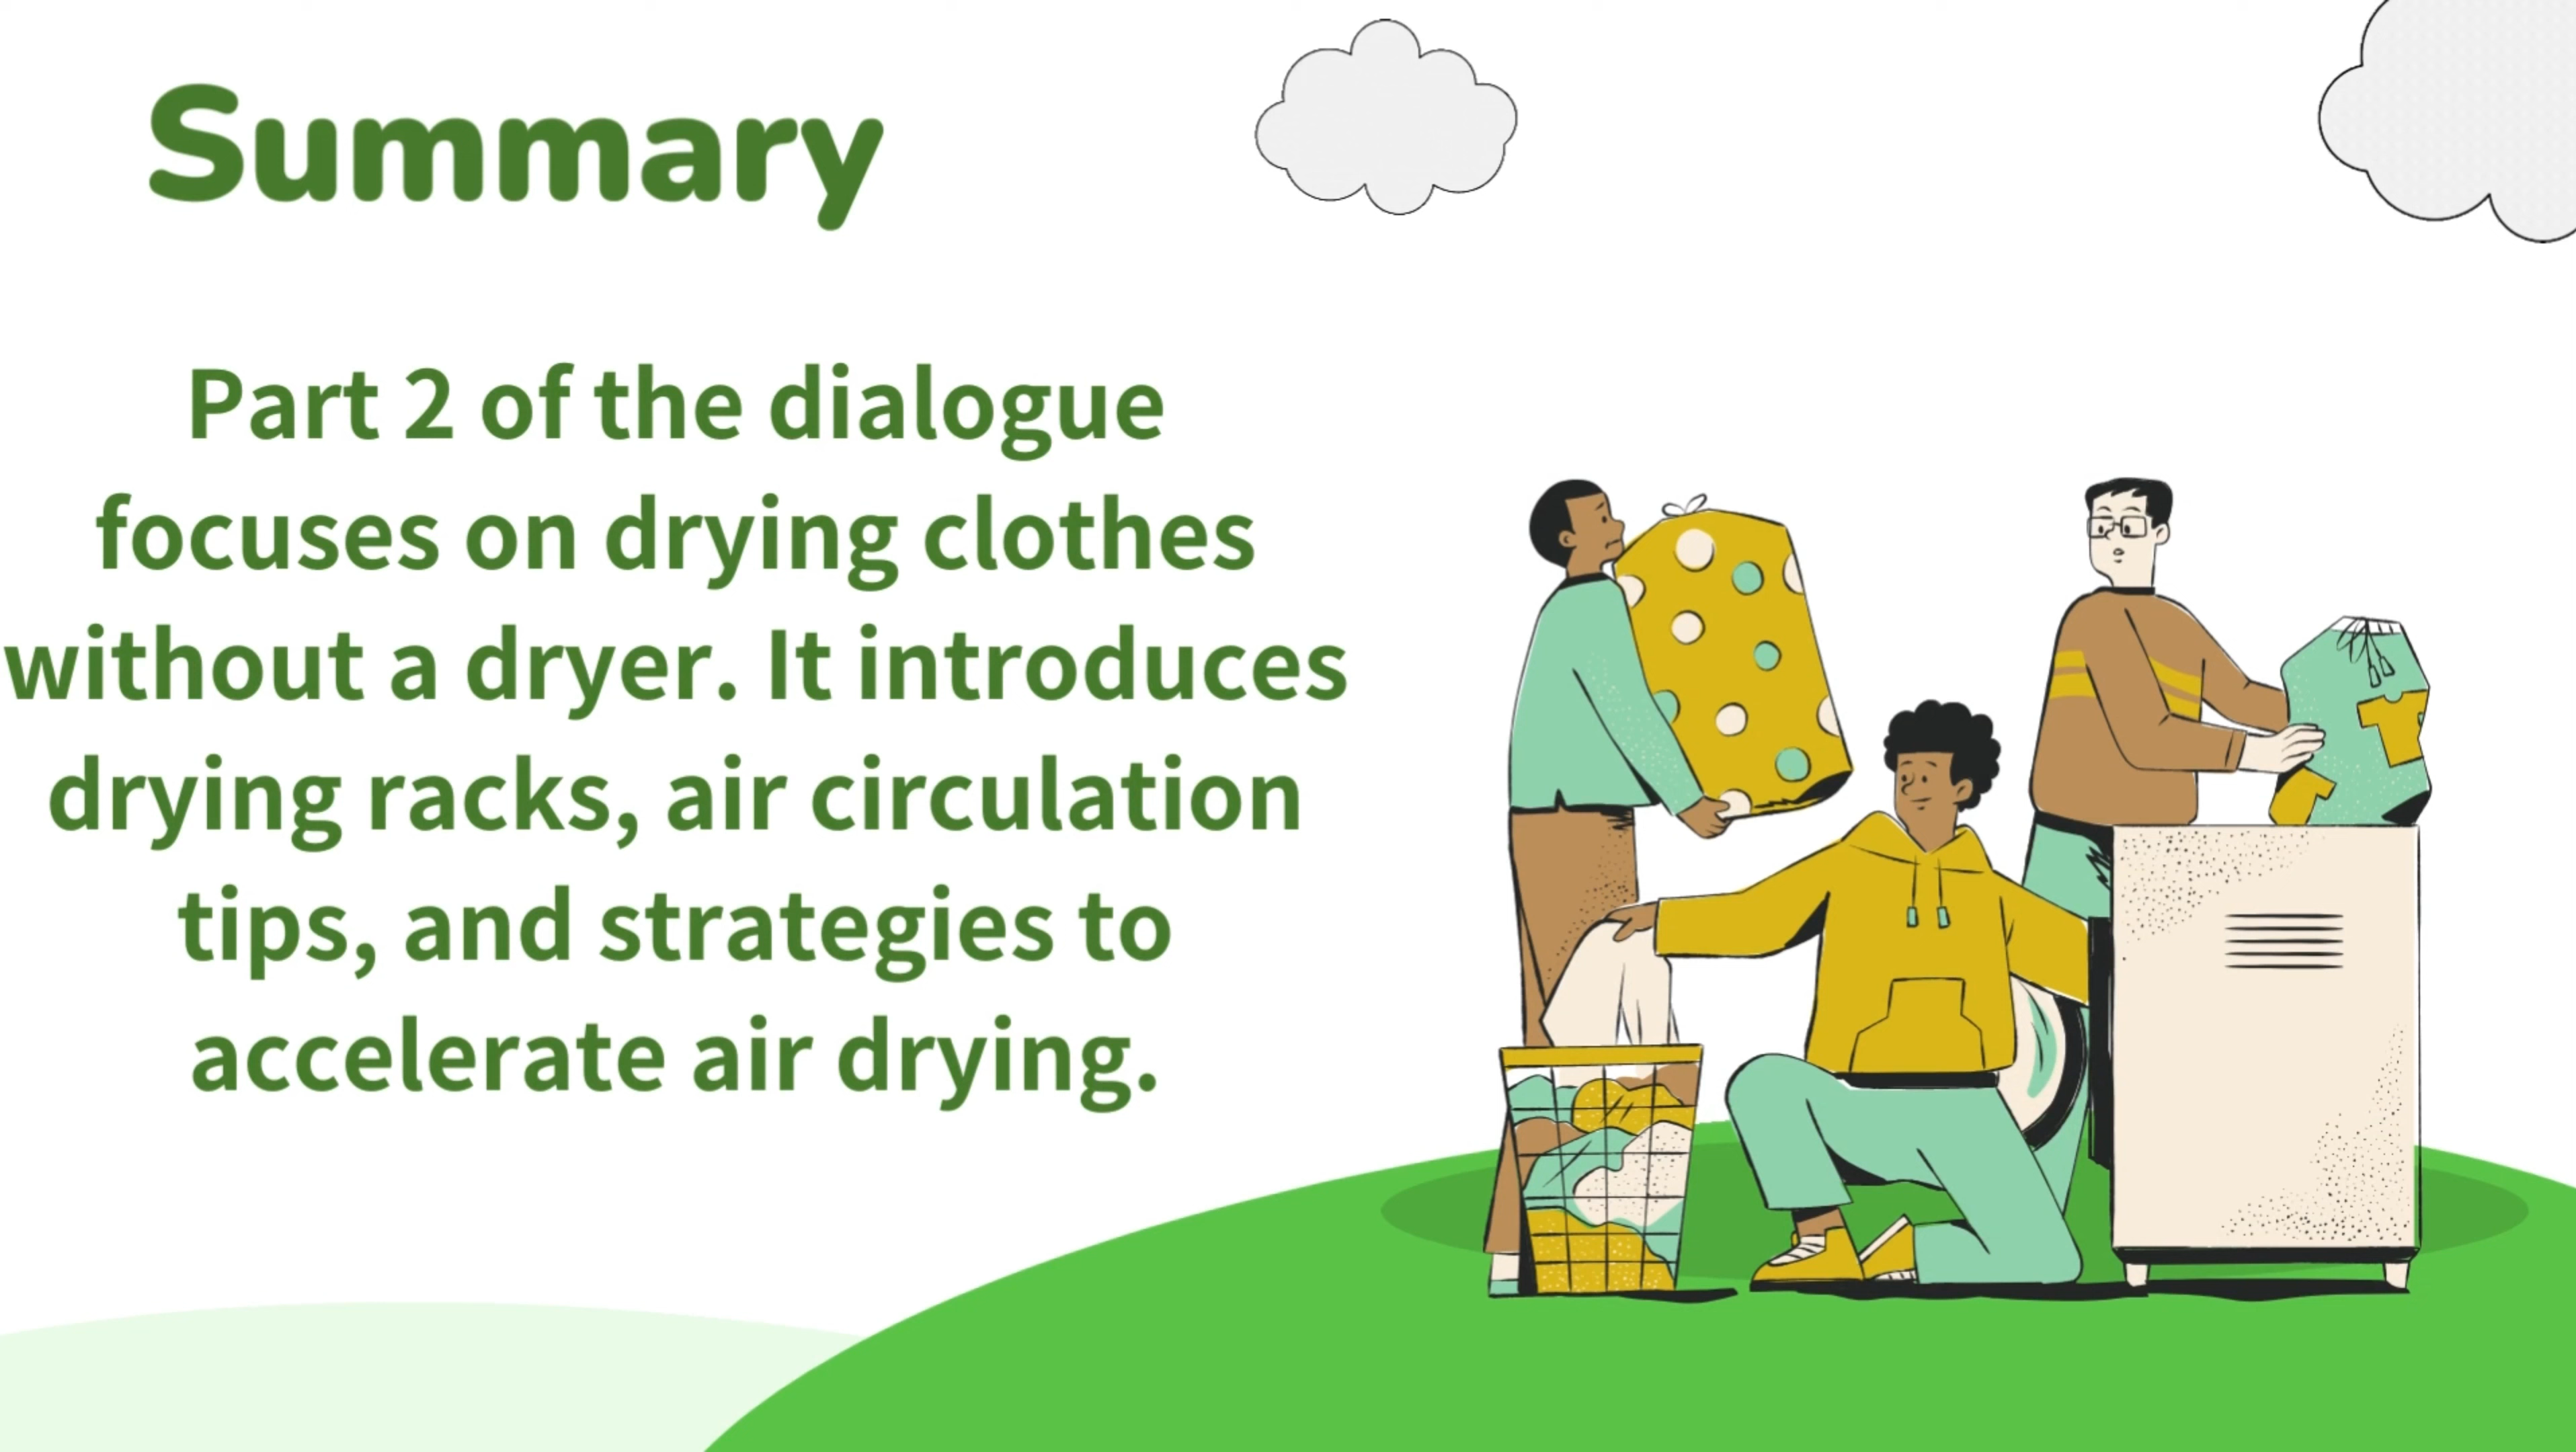 Summary
Part 2 of the dialogue
focuses on drying clothes
without a dryer. It introduces
drying racks, air circulation
tips, and strategies to
accelerate air drying.